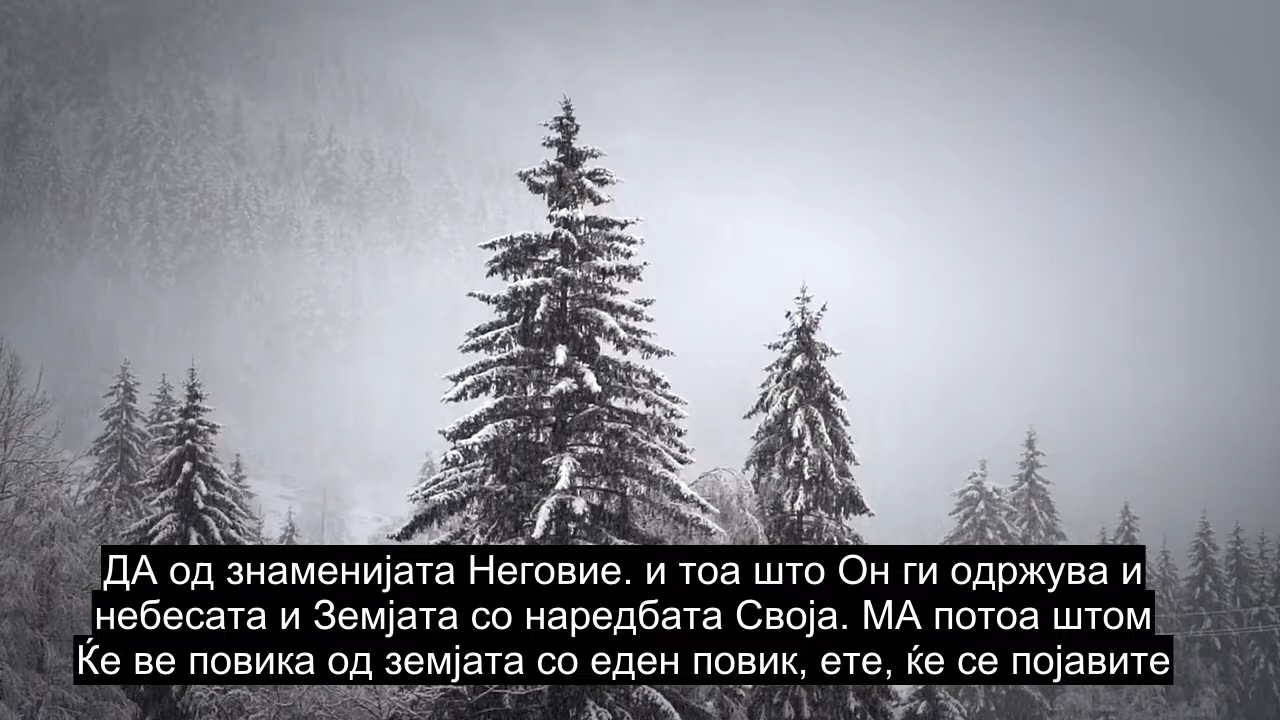 ДА од знаменијата Неговие. и тоа што Он ги одржува и
небесата и Земјата со наредбата Своја. МА потоа штом
Ќе ве повика од земјата со еден повик, ете, ќе се појавите